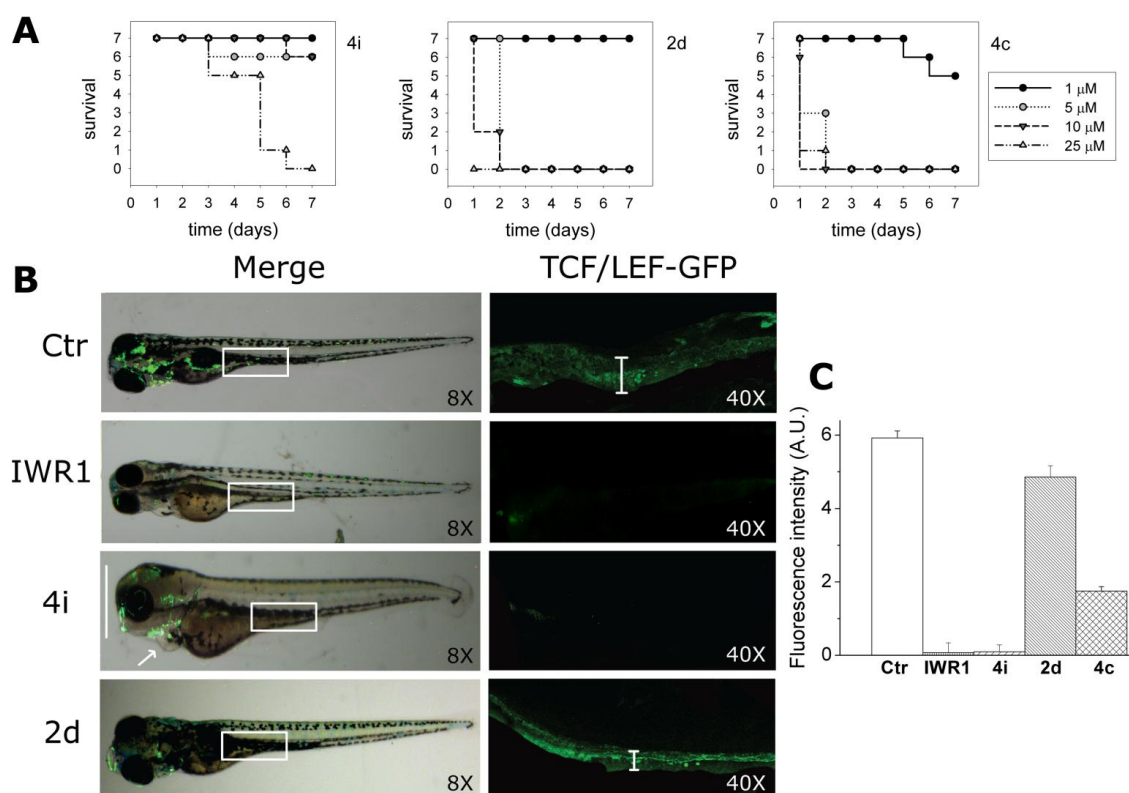 A
survival
7
6
5
3
2
1
0
0 1 2 3 4 5 6 7
time (days)
4i
survival
7
6
5
3
2
1
0
0 1 2 3 4 5 6 7
time (days)
2d
survival
7
6
5
3
2
1
0
0 1 2 3 4 5 6 7
time (days)
4c
1 μM
5 μM
10 μM
25 μM
B
Merge
TCF/LEF-GFP
Ctr
8X
40X
IWR1
8X
40X
4i
8X
40X
2d
8X
40X
C
Fluorescence intensity (A.U.)
6
4
2
0
Ctr IWR1 4i 2d 4c